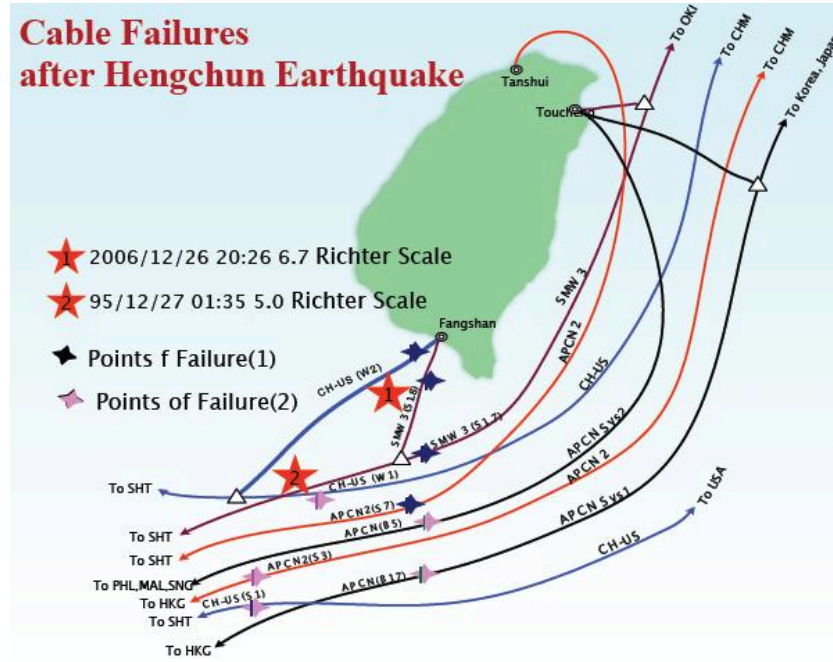 Cable Failures
after Hengchun Earthquake
To OKI
To CHM
To CHM
To Korea, Japan
Tanshui
Toucheng
1 2006/12/26 20:26 6.7 Richter Scale
2 95/12/27 01:35 5.0 Richter Scale
Points f Failure(1)
Points of Failure(2)
Fangshan
SMW 3
APCN 2
CH-US
CH-US (W2)
1
SMW 3 (S1.8)
SMW 3 (S1.7)
APCN Sys2
APCN 2
APCN Sys1
2
CH-US (W1)
To SHT
To USA
APCN2(S7)
To SHT
APCN(B5)
To SHT
APCN2(S3)
CH-US
To PHL,MAL,SNG
APCN(B17)
To HKG
CH-US(S1)
To SHT
To HKG